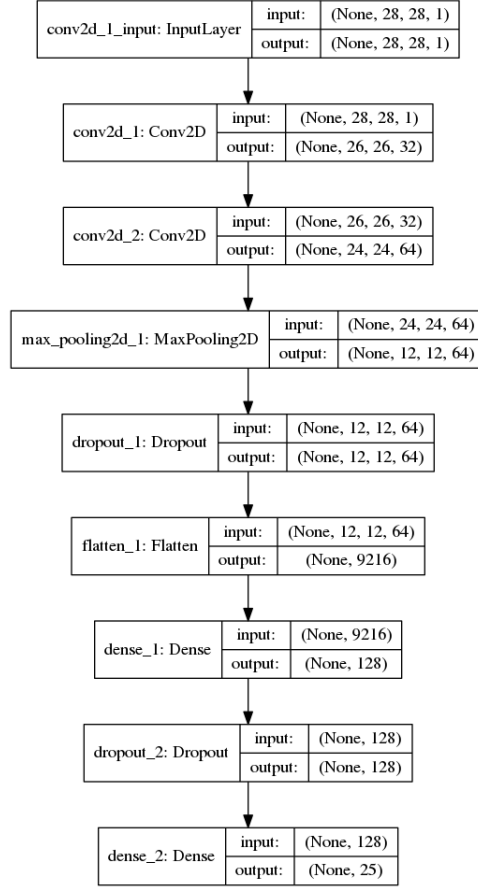 conv2d_1_input: InputLayer
input: (None, 28, 28, 1)
output: (None, 28, 28, 1)
conv2d_1: Conv2D
input: (None, 28, 28, 1)
output: (None, 26, 26, 32)
conv2d_2: Conv2D
input: (None, 26, 26, 32)
output: (None, 24, 24, 64)
max_pooling2d_1: MaxPooling2D
input: (None, 24, 24, 64)
output: (None, 12, 12, 64)
dropout_1: Dropout
input: (None, 12, 12, 64)
output: (None, 12, 12, 64)
flatten_1: Flatten
input: (None, 12, 12, 64)
output: (None, 9216)
dense_1: Dense
input: (None, 9216)
output: (None, 128)
dropout_2: Dropout
input: (None, 128)
output: (None, 128)
dense_2: Dense
input: (None, 128)
output: (None, 25)